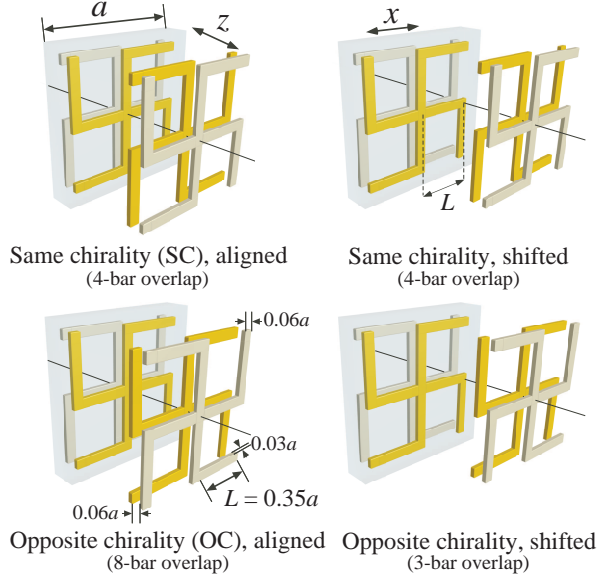 a
z
x
L
Same chirality (SC), aligned
(4-bar overlap)
Same chirality, shifted
(4-bar overlap)
0.06a
0.03a
L = 0.35a
0.06a
Opposite chirality (OC), aligned
(8-bar overlap)
Opposite chirality, shifted
(3-bar overlap)